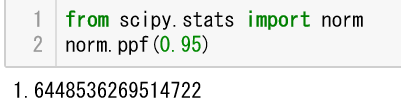 1 from scipy.stats import norm
2 norm.ppf(0.95)
1.6448536269514722